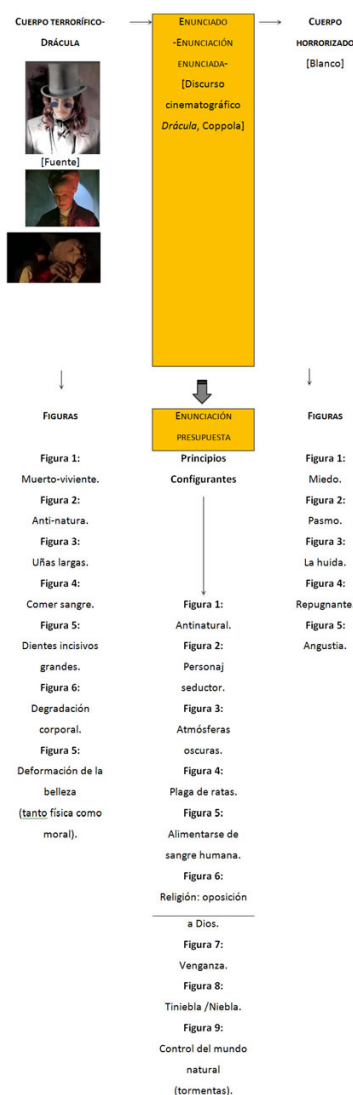 CUERPO TERRORÍFICO-
DRÁCULA
[Fuente]
ENUNCIADO
-ENUNCIACIÓN
ENUNCIADA-
[Discurso
cinematográfico
Drácula, Coppola]
CUERPO
HORRORIZADO
[Blanco]
FIGURAS
Figura 1:
Muerto-viviente.
Figura 2:
Anti-natura.
Figura 3:
Uñas largas.
Figura 4:
Comer sangre.
Figura 5:
Dientes incisivos
grandes.
Figura 6:
Degradación
corporal.
Figura 5:
Deformación de la
belleza
(tanto física como
moral).
ENUNCIACIÓN
PRESUPUESTA
Principios
Configurantes
Figura 1:
Antinatural.
Figura 2:
Personaj
seductor.
Figura 3:
Atmósferas
oscuras.
Figura 4:
Plaga de ratas.
Figura 5:
Alimentarse de
sangre humana.
Figura 6:
Religión: oposición
a Dios.
Figura 7:
Venganza.
Figura 8:
Tiniebla /Niebla.
Figura 9:
Control del mundo
natural
(tormentas).
FIGURAS
Figura 1:
Miedo.
Figura 2:
Pasmo.
Figura 3:
La huida.
Figura 4:
Repugnante.
Figura 5:
Angustia.